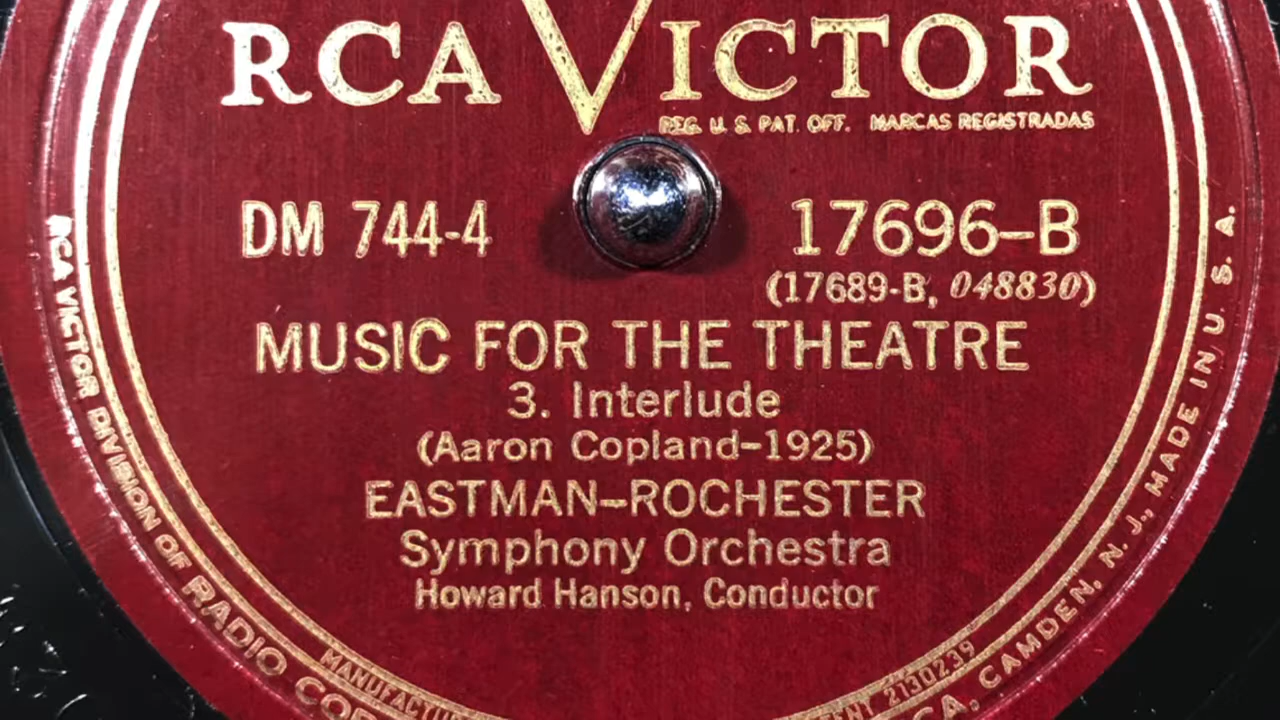 RCA VICTOR
REG. U. S. PAT. OFF. MARCAS REGISTRADAS
DM 744-4
17696-B
(17689-B, 048830)
MUSIC FOR THE THEATRE
3. Interlude
(Aaron Copland-1925)
EASTMAN-ROCHESTER
Symphony Orchestra
Howard Hanson, Conductor
RCA VICTOR DIVISION OF RADIO
CAMDEN, N. J., MADE IN U. S. A.
2130239